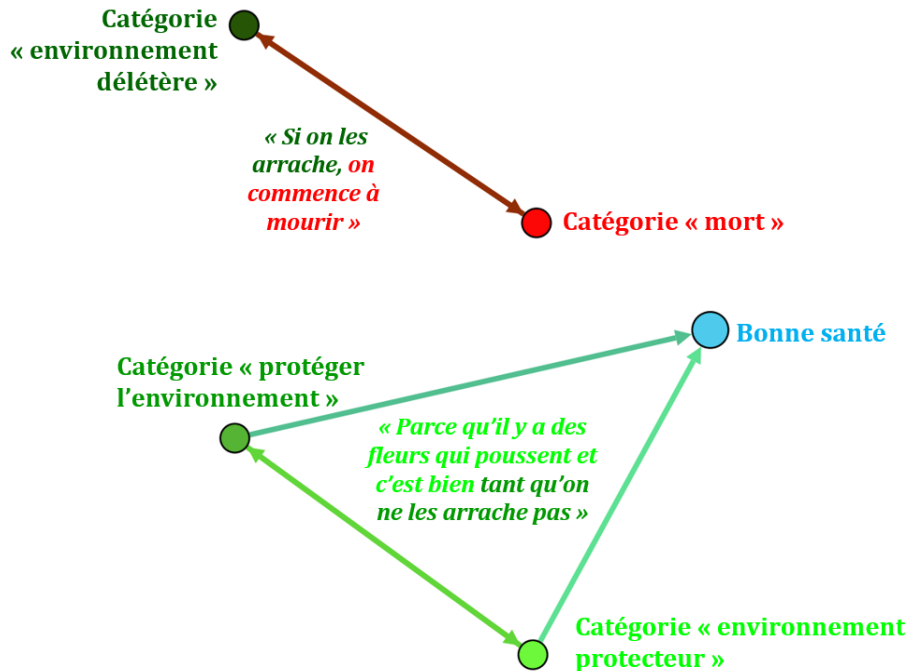 Catégorie
« environnement
délétère »
« Si on les
arrache, on
commence à
mourir »
Catégorie « mort »
Bonne santé
Catégorie « protéger
l’environnement »
« Parce qu’il y a des
fleurs qui poussent et
c’est bien tant qu’on
ne les arrache pas »
Catégorie « environnement
protecteur »